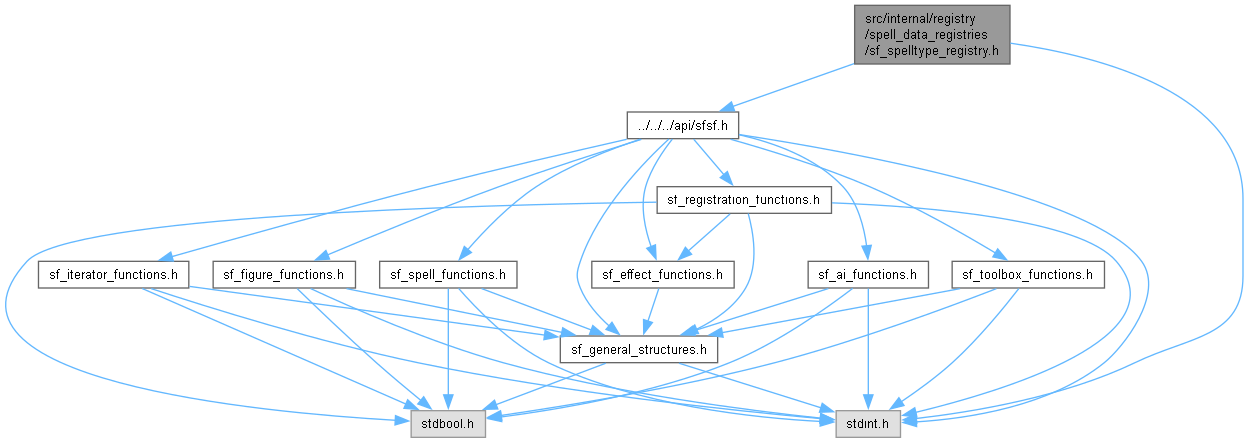 src/internal/registry
/spell_data_registries
/sf_spelltype_registry.h
../../../api/sfsf.h
sf_registration_functions.h
sf_iterator_functions.h
sf_figure_functions.h
sf_spell_functions.h
sf_effect_functions.h
sf_ai_functions.h
sf_toolbox_functions.h
sf_general_structures.h
stdbool.h
stdint.h